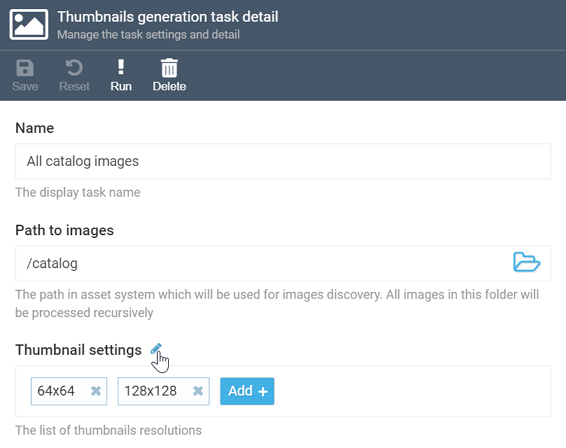 Thumbnails generation task detail
Manage the task settings and detail
Save Reset Run Delete
Name
All catalog images
The display task name
Path to images
/catalog
The path in asset system which will be used for images discovery. All images in this folder will
be processed recursively
Thumbnail settings
64x64 128x128 Add +
The list of thumbnails resolutions